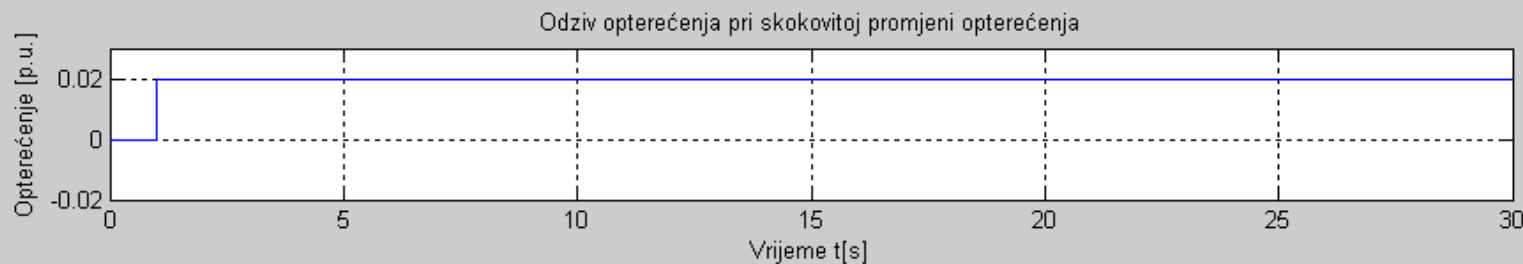 Odziv opterećenja pri skokovitoj promjeni opterećenja
Opterećenje [p.u.]
0.02
0
-0.02
0 5 10 15 20 25 30
Vrijeme t[s]